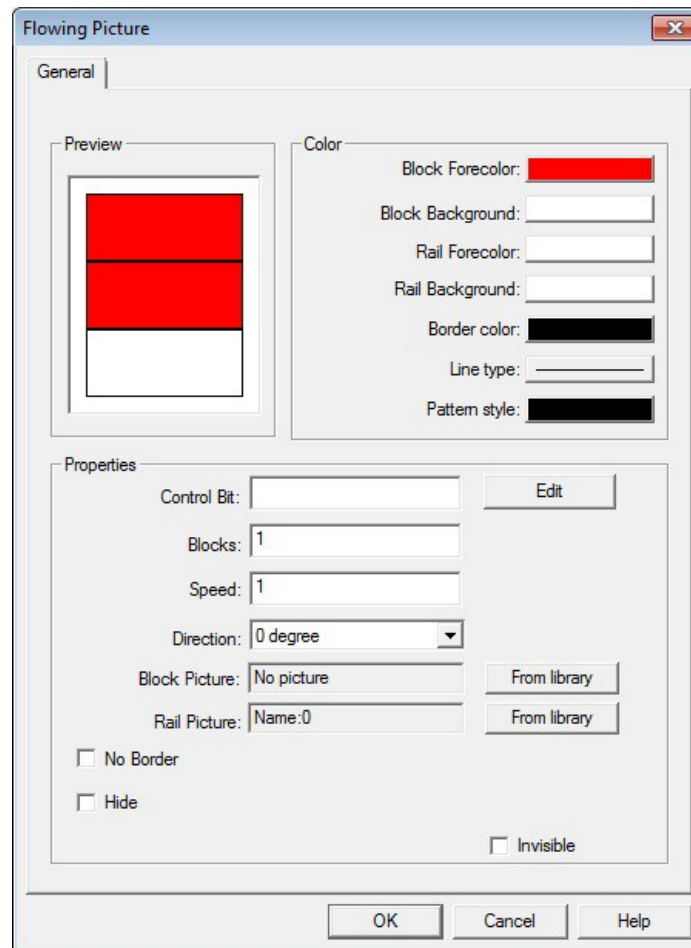 Flowing Picture
General
Preview
Color
Block Forecolor:
Block Background:
Rail Forecolor:
Rail Background:
Border color:
Line type:
Pattern style:
Properties
Control Bit:
Edit
Blocks: 1
Speed: 1
Direction: 0 degree
Block Picture: No picture From library
Rail Picture: Name:0 From library
No Border
Hide
Invisible
OK Cancel Help